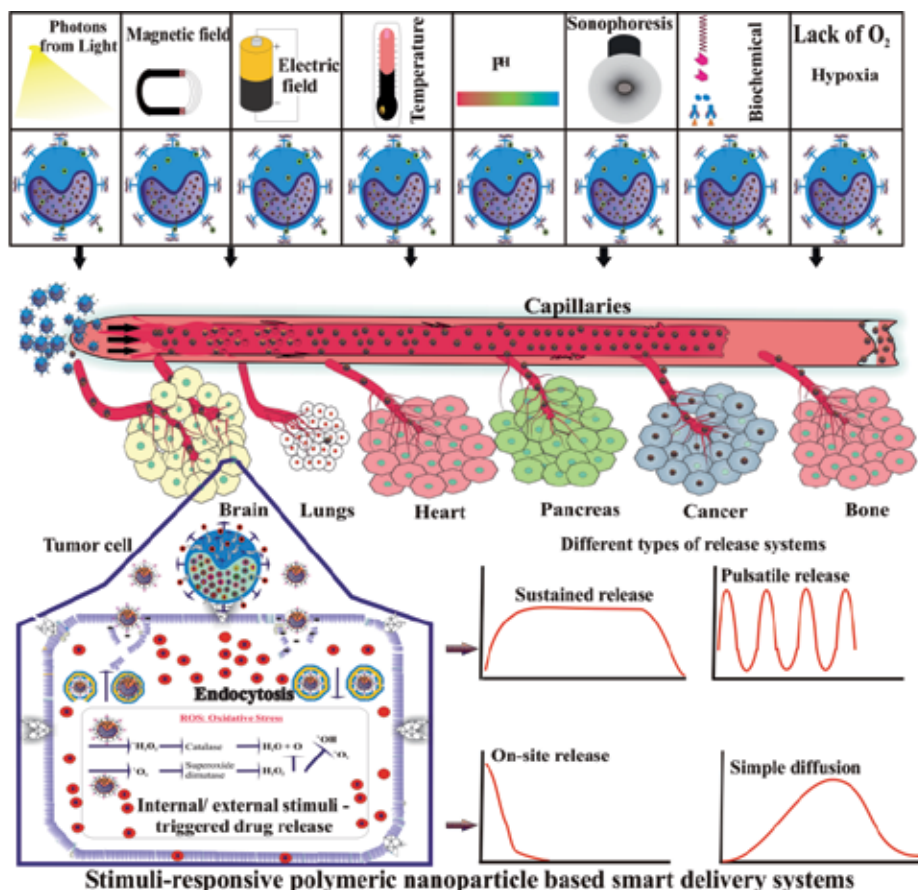 Photons
from Light
Magnetic field
+
Electric
field
-
Temperature
pH
Sonophoresis
Biochemical
Lack of O2
Hypoxia
Capillaries
Brain
Lungs
Heart
Pancreas
Cancer
Bone
Tumor cell
Different types of release systems
Sustained release
Pulsatile release
Endocytosis
ROS: Oxidative Stress
Catalase
H2O + O
Superoxide
dimutase
Internal/ external stimuli -
triggered drug release
On-site release
Simple diffusion
Stimuli-responsive polymeric nanoparticle based smart delivery systems